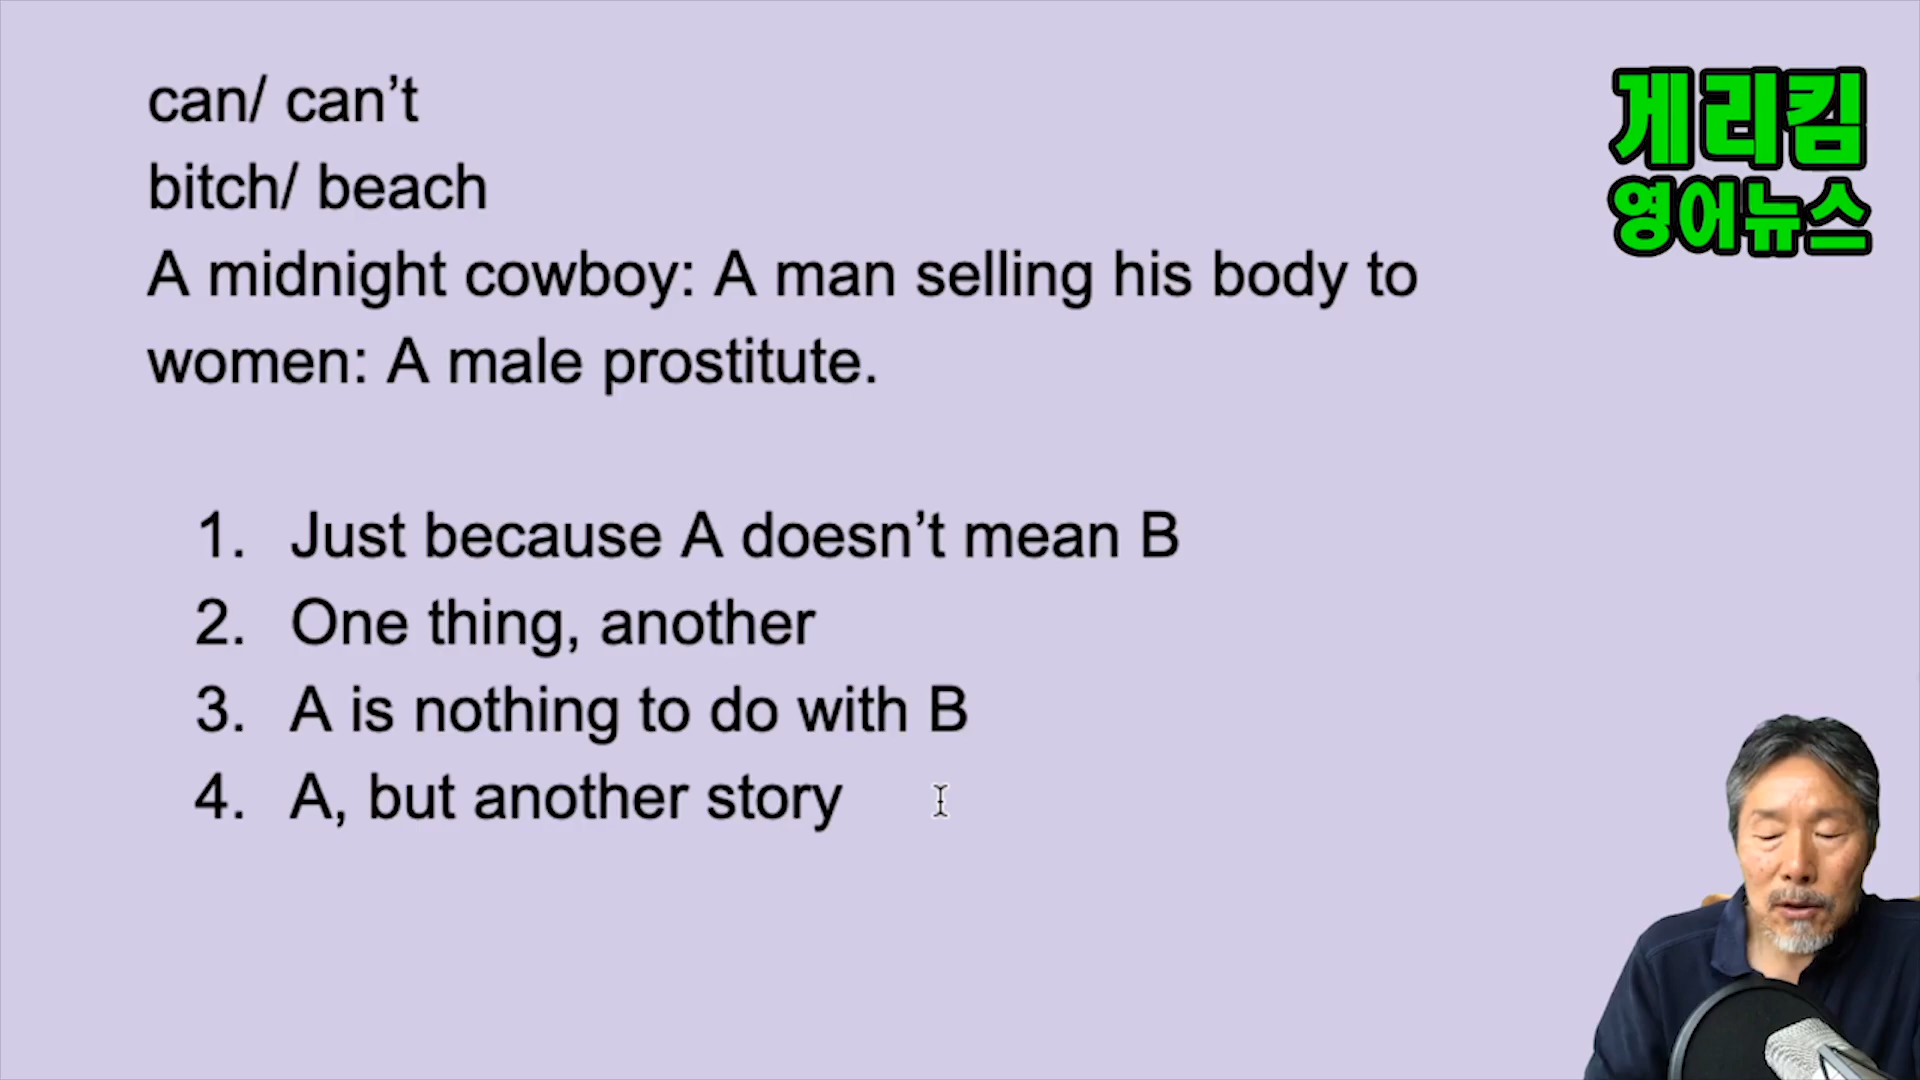 can/ can’t
bitch/ beach
A midnight cowboy: A man selling his body to
women: A male prostitute.
1. Just because A doesn’t mean B
2. One thing, another
3. A is nothing to do with B
4. A, but another story
게리킴
영어뉴스